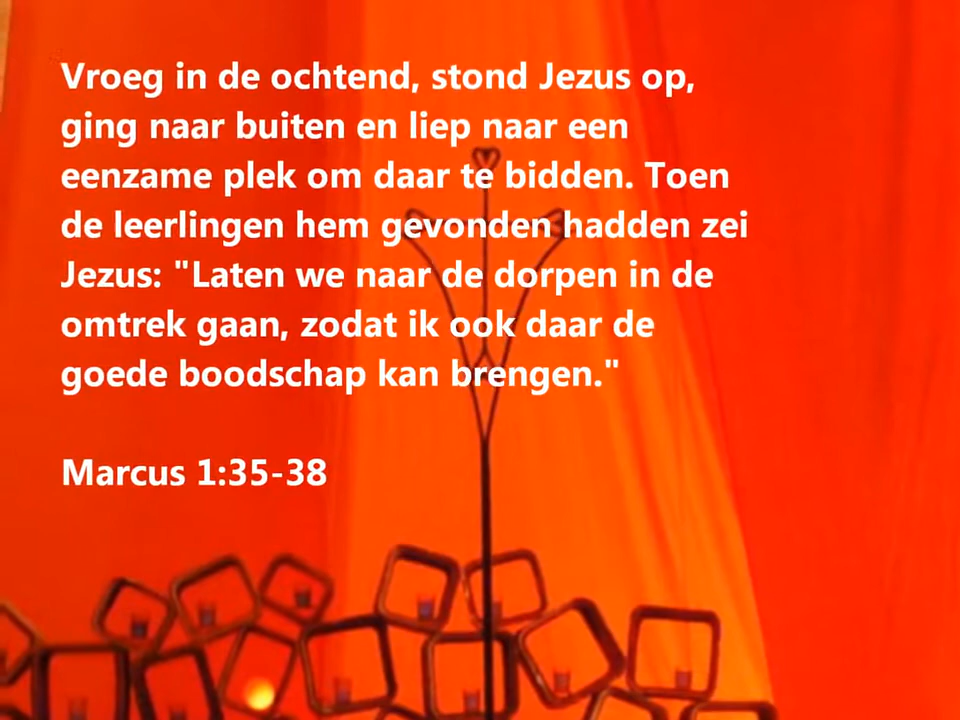 Vroeg in de ochtend, stond Jezus op,
ging naar buiten en liep naar een
eenzame plek om daar te bidden. Toen
de leerlingen hem gevonden hadden zei
Jezus: "Laten we naar de dorpen in de
omtrek gaan, zodat ik ook daar de
goede boodschap kan brengen."
Marcus 1:35-38